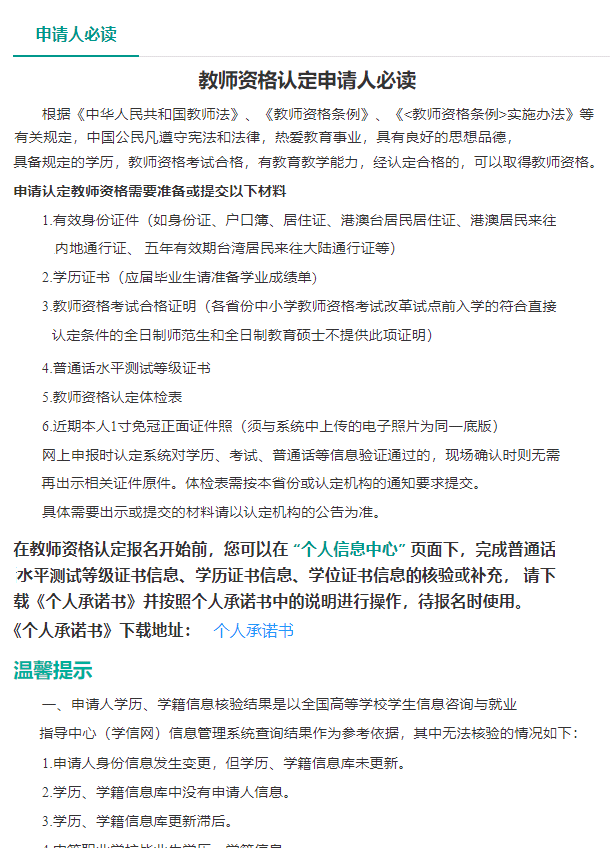 申请人必读
教师资格认定申请人必读
根据《中华人民共和国教师法》、《教师资格条例》、《<教师资格条例>实施办法》等
有关规定，中国公民凡遵守宪法和法律，热爱教育事业，具有良好的思想品德，
具备规定的学历，教师资格考试合格，有教育教学能力，经认定合格的，可以取得教师资格。
申请认定教师资格需要准备或提交以下材料
1.有效身份证件（如身份证、户口簿、居住证、港澳台居民居住证、港澳居民来往
内地通行证、 五年有效期台湾居民来往大陆通行证等）
2.学历证书（应届毕业生请准备学业成绩单)
3.教师资格考试合格证明（各省份中小学教师资格考试改革试点前入学的符合直接
认定条件的全日制师范生和全日制教育硕士不提供此项证明）
4.普通话水平测试等级证书
5.教师资格认定体检表
6.近期本人1寸免冠正面证件照（须与系统中上传的电子照片为同一底版）
网上申报时认定系统对学历、考试、普通话等信息验证通过的，现场确认时则无需
再出示相关证件原件。体检表需按本省份或认定机构的通知要求提交。
具体需要出示或提交的材料请以认定机构的公告为准。
在教师资格认定报名开始前，您可以在 “个人信息中心” 页面下，完成普通话
水平测试等级证书信息、学历证书信息、学位证书信息的核验或补充， 请下
载《个人承诺书》并按照个人承诺书中的说明进行操作，待报名时使用。
《个人承诺书》下载地址： 个人承诺书
温馨提示
一、申请人学历、学籍信息核验结果是以全国高等学校学生信息咨询与就业
指导中心（学信网）信息管理系统查询结果作为参考依据，其中无法核验的情况如下：
1.申请人身份信息发生变更，但学历、学籍信息库未更新。
2.学历、学籍信息库中没有申请人信息。
3.学历、学籍信息库更新滞后。